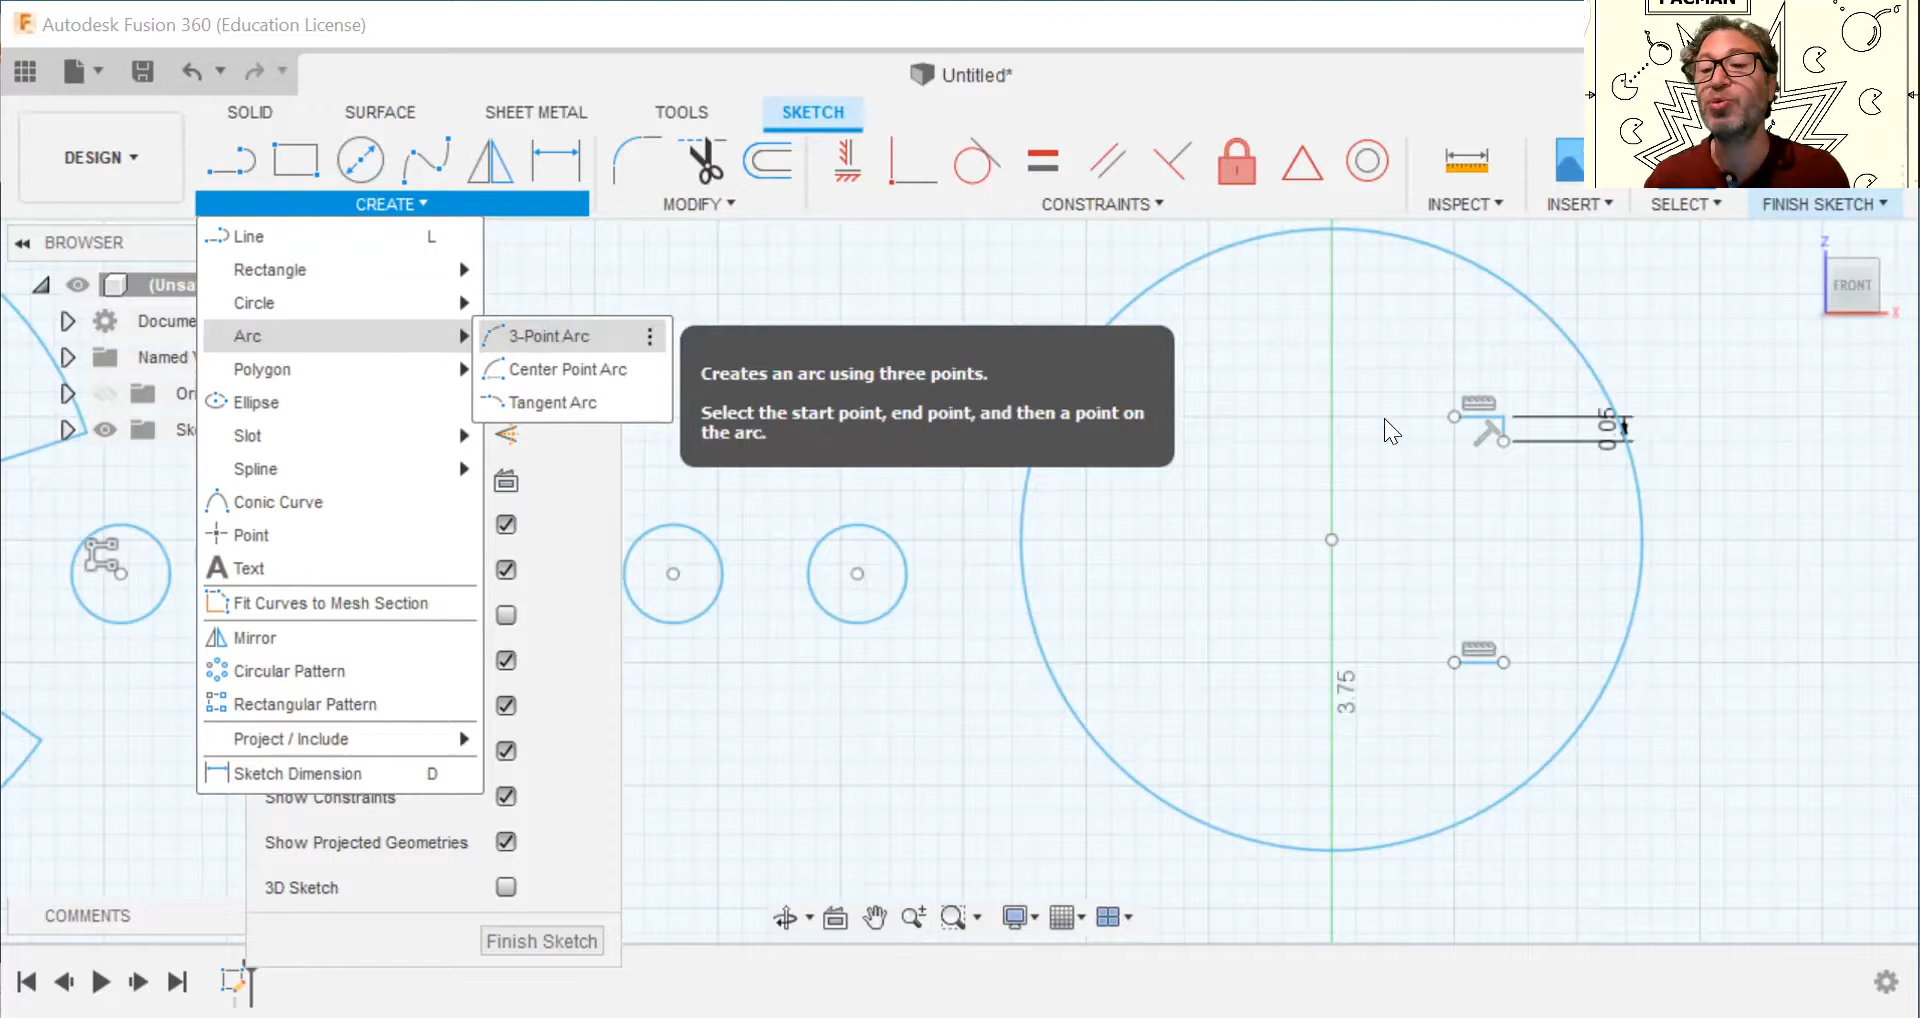 Autodesk Fusion 360 (Education License)
PACMAN
Untitled*
SOLID
SURFACE
SHEET METAL
TOOLS
SKETCH
DESIGN
CREATE
MODIFY
CONSTRAINTS
INSPECT
INSERT
SELECT
FINISH SKETCH
BROWSER
(Unsa
Docume
Named V
Ori
Sk
Line L
Rectangle
Circle
Arc
Polygon
Ellipse
Slot
Spline
Conic Curve
Point
Text
Fit Curves to Mesh Section
Mirror
Circular Pattern
Rectangular Pattern
Project / Include
Sketch Dimension D
3-Point Arc
Center Point Arc
Tangent Arc
Creates an arc using three points.
Select the start point, end point, and then a point on
the arc.
Z
FRONT
X
0.05
3.75
Show Constraints
Show Projected Geometries
3D Sketch
Finish Sketch
COMMENTS